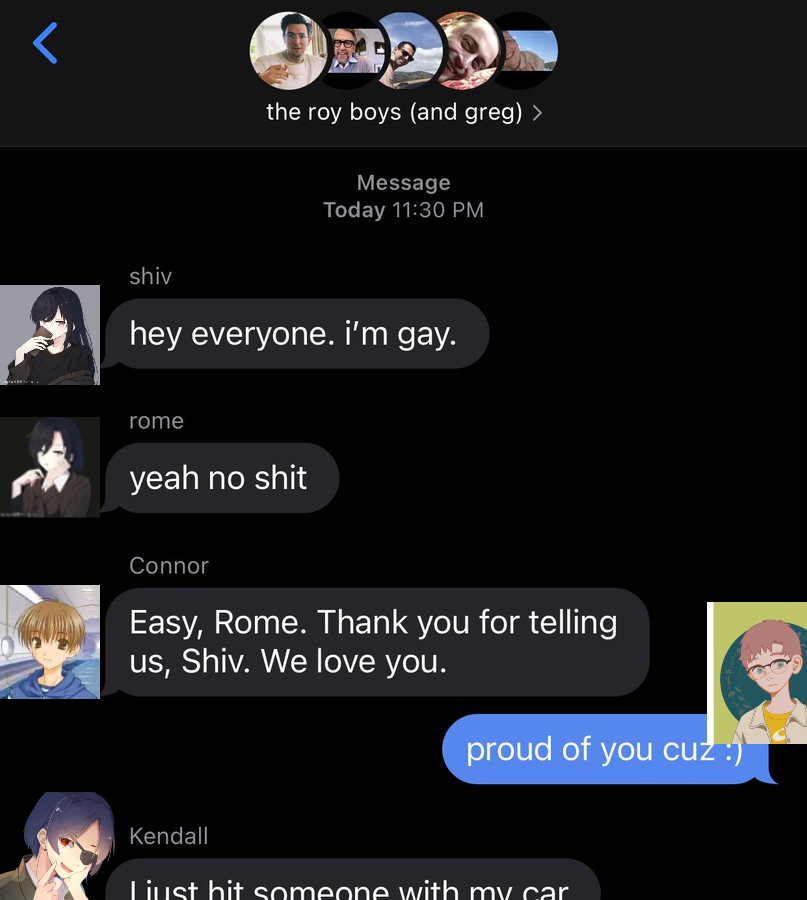 the roy boys (and greg)
Message
Today 11:30 PM
shiv
hey everyone. i’m gay.
rome
yeah no shit
Connor
Easy, Rome. Thank you for telling
us, Shiv. We love you.
proud of you cuz :)
Kendall
I just hit someone with my car